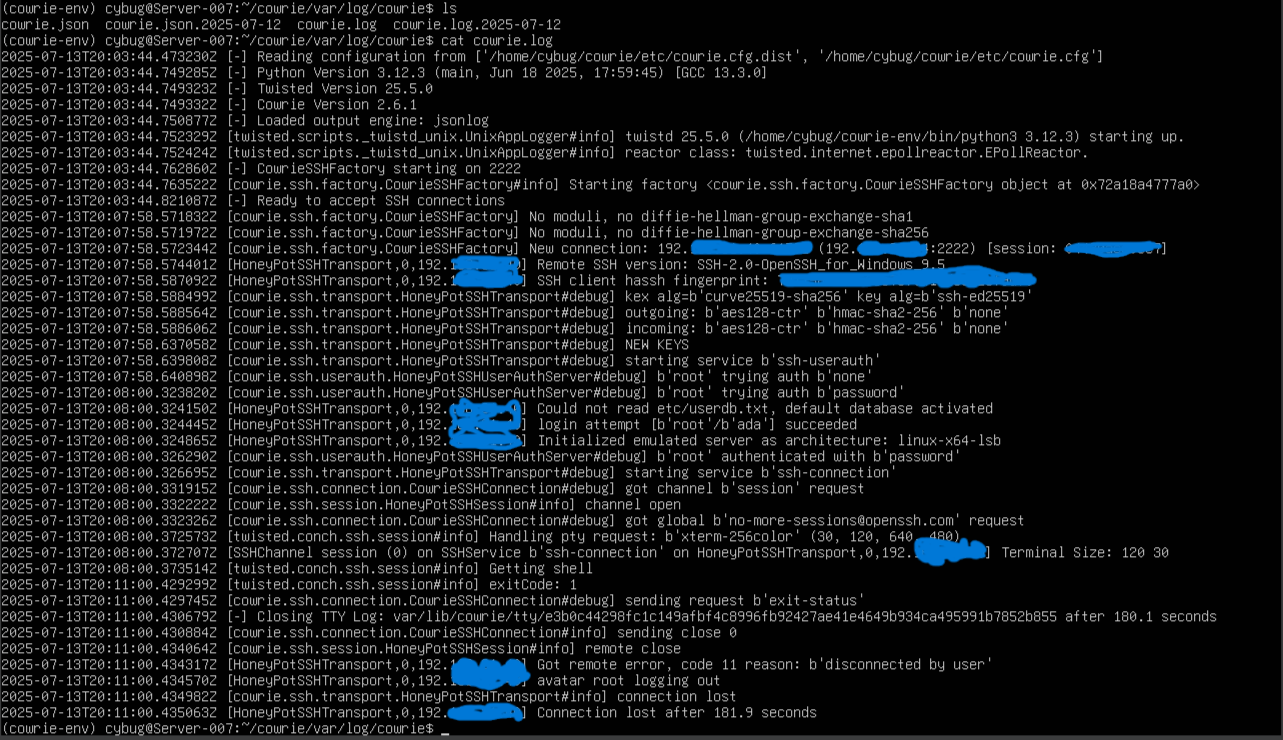 (cowrie-env) cybug@Server-007:~/cowrie/var/log/cowrie$ ls
cowrie.json  cowrie.json.2025-07-12  cowrie.log  cowrie.log.2025-07-12
(cowrie-env) cybug@Server-007:~/cowrie/var/log/cowrie$ cat cowrie.log
2025-07-13T20:03:44.473230Z [-] Reading configuration from ['/home/cybug/cowrie/etc/cowrie.cfg.dist', '/home/cybug/cowrie/etc/cowrie.cfg']
2025-07-13T20:03:44.749285Z [-] Python Version 3.12.3 (main, Jun 18 2025, 17:59:45) [GCC 13.3.0]
2025-07-13T20:03:44.749323Z [-] Twisted Version 25.5.0
2025-07-13T20:03:44.749332Z [-] Cowrie Version 2.6.1
2025-07-13T20:03:44.750877Z [-] Loaded output engine: jsonlog
2025-07-13T20:03:44.752329Z [twisted.scripts._twistd_unix.UnixAppLogger#info] twistd 25.5.0 (/home/cybug/cowrie-env/bin/python3 3.12.3) starting up.
2025-07-13T20:03:44.752424Z [twisted.scripts._twistd_unix.UnixAppLogger#info] reactor class: twisted.internet.epollreactor.EPollReactor.
2025-07-13T20:03:44.762860Z [-] CowrieSSHFactory starting on 2222
2025-07-13T20:03:44.763522Z [cowrie.ssh.factory.CowrieSSHFactory#info] Starting factory <cowrie.ssh.factory.CowrieSSHFactory object at 0x72a18a4777a0>
2025-07-13T20:03:44.821087Z [-] Ready to accept SSH connections
2025-07-13T20:07:58.571832Z [cowrie.ssh.factory.CowrieSSHFactory] No moduli, no diffie-hellman-group-exchange-sha1
2025-07-13T20:07:58.571972Z [cowrie.ssh.factory.CowrieSSHFactory] No moduli, no diffie-hellman-group-exchange-sha256
2025-07-13T20:07:58.572344Z [cowrie.ssh.factory.CowrieSSHFactory] New connection: 192. (192. :2222) [session: ]
2025-07-13T20:07:58.574401Z [HoneyPotSSHTransport,0,192. ] Remote SSH version: SSH-2.0-OpenSSH_for_Windows_9.5
2025-07-13T20:07:58.587092Z [HoneyPotSSHTransport,0,192. ] SSH client hassh fingerprint:
2025-07-13T20:07:58.588499Z [cowrie.ssh.transport.HoneyPotSSHTransport#debug] kex alg=b'curve25519-sha256' key alg=b'ssh-ed25519'
2025-07-13T20:07:58.588564Z [cowrie.ssh.transport.HoneyPotSSHTransport#debug] outgoing: b'aes128-ctr' b'hmac-sha2-256' b'none'
2025-07-13T20:07:58.588606Z [cowrie.ssh.transport.HoneyPotSSHTransport#debug] incoming: b'aes128-ctr' b'hmac-sha2-256' b'none'
2025-07-13T20:07:58.637058Z [cowrie.ssh.transport.HoneyPotSSHTransport#debug] NEW KEYS
2025-07-13T20:07:58.639808Z [cowrie.ssh.transport.HoneyPotSSHTransport#debug] starting service b'ssh-userauth'
2025-07-13T20:07:58.640898Z [cowrie.ssh.userauth.HoneyPotSSHUserAuthServer#debug] b'root' trying auth b'none'
2025-07-13T20:08:00.323820Z [cowrie.ssh.userauth.HoneyPotSSHUserAuthServer#debug] b'root' trying auth b'password'
2025-07-13T20:08:00.324150Z [HoneyPotSSHTransport,0,192. ] Could not read etc/userdb.txt, default database activated
2025-07-13T20:08:00.324445Z [HoneyPotSSHTransport,0,192. ] login attempt [b'root'/b'ada'] succeeded
2025-07-13T20:08:00.324865Z [HoneyPotSSHTransport,0,192. ] Initialized emulated server as architecture: linux-x64-lsb
2025-07-13T20:08:00.326290Z [cowrie.ssh.userauth.HoneyPotSSHUserAuthServer#debug] b'root' authenticated with b'password'
2025-07-13T20:08:00.326695Z [cowrie.ssh.transport.HoneyPotSSHTransport#debug] starting service b'ssh-connection'
2025-07-13T20:08:00.331915Z [cowrie.ssh.connection.CowrieSSHConnection#debug] got channel b'session' request
2025-07-13T20:08:00.332222Z [cowrie.ssh.session.HoneyPotSSHSession#info] channel open
2025-07-13T20:08:00.332326Z [cowrie.ssh.connection.CowrieSSHConnection#debug] got global b'no-more-sessions@openssh.com' request
2025-07-13T20:08:00.372573Z [twisted.conch.ssh.session#info] Handling pty request: b'xterm-256color' (30, 120, 640, 480)
2025-07-13T20:08:00.372707Z [SSHChannel session (0) on SSHService b'ssh-connection' on HoneyPotSSHTransport,0,192. ] Terminal Size: 120 30
2025-07-13T20:08:00.373514Z [twisted.conch.ssh.session#info] Getting shell
2025-07-13T20:11:00.429299Z [twisted.conch.ssh.session#info] exitCode: 1
2025-07-13T20:11:00.429745Z [cowrie.ssh.connection.CowrieSSHConnection#debug] sending request b'exit-status'
2025-07-13T20:11:00.430679Z [-] Closing TTY Log: var/lib/cowrie/tty/e3b0c44298fc1c149afbf4c8996fb92427ae41e4649b934ca495991b7852b855 after 180.1 seconds
2025-07-13T20:11:00.430884Z [cowrie.ssh.connection.CowrieSSHConnection#info] sending close 0
2025-07-13T20:11:00.434064Z [cowrie.ssh.session.HoneyPotSSHSession#info] remote close
2025-07-13T20:11:00.434317Z [HoneyPotSSHTransport,0,192. ] Got remote error, code 11 reason: b'disconnected by user'
2025-07-13T20:11:00.434570Z [HoneyPotSSHTransport,0,192. ] avatar root logging out
2025-07-13T20:11:00.434982Z [cowrie.ssh.transport.HoneyPotSSHTransport#info] connection lost
2025-07-13T20:11:00.435063Z [HoneyPotSSHTransport,0,192. ] Connection lost after 181.9 seconds
(cowrie-env) cybug@Server-007:~/cowrie/var/log/cowrie$ _